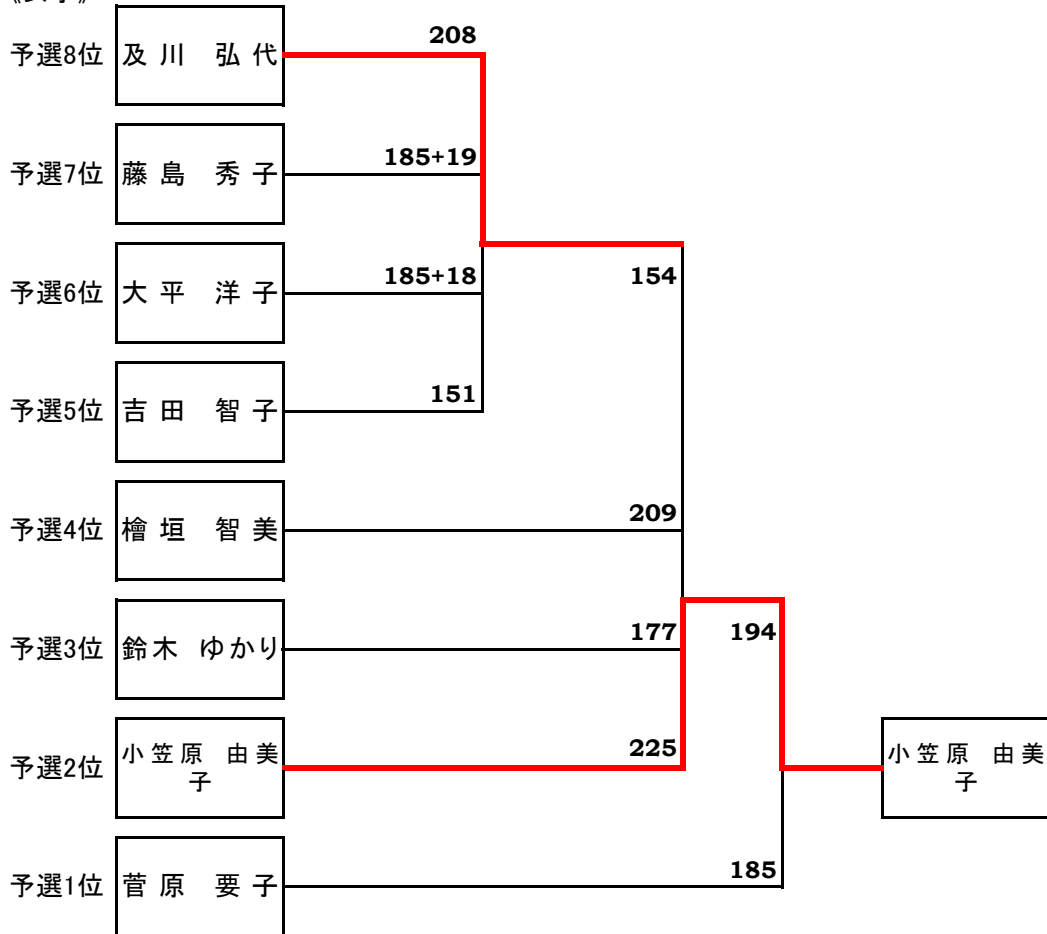 208
予選8位 及川 弘代
185+19
予選7位 藤島 秀子
185+18
154
予選6位 大平 洋子
151
予選5位 吉田 智子
209
予選4位 檜垣 智美
177
194
予選3位 鈴木 ゆかり
225
予選2位 小笠原 由美
子
小笠原 由美
子
185
予選1位 菅原 要子